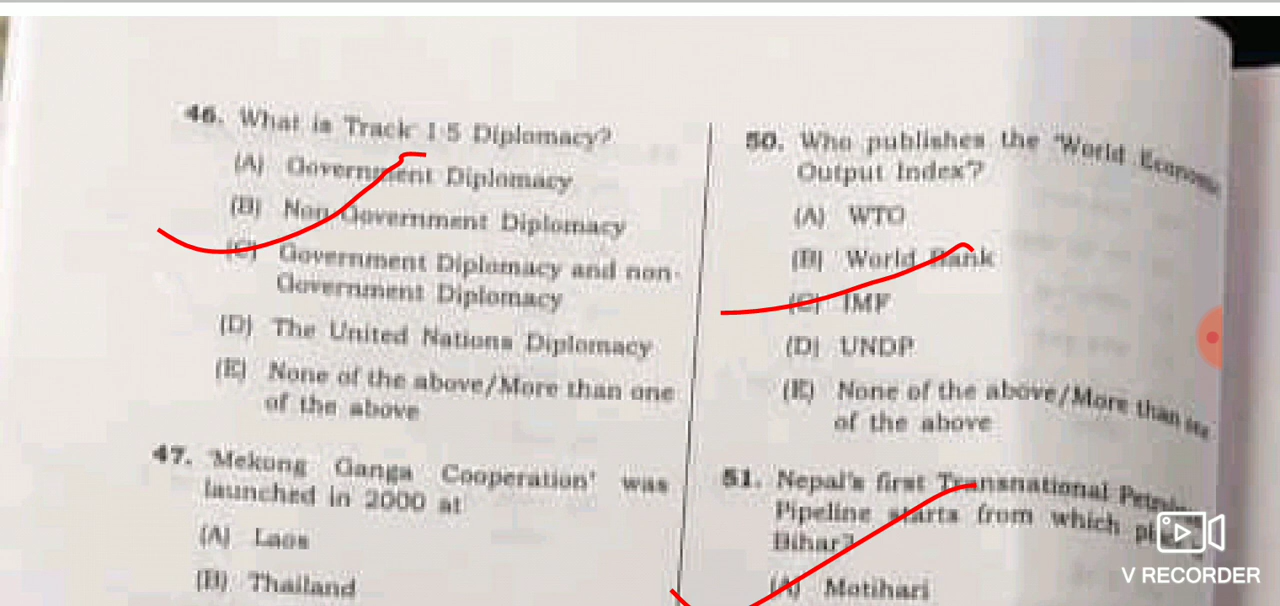 46. What is Track 1·5 Diplomacy?
(A) Government Diplomacy
(B) Non-Government Diplomacy
(C) Government Diplomacy and non-
Government Diplomacy
(D) The United Nations Diplomacy
(E) None of the above/More than one
of the above
47. 'Mekong Ganga Cooperation' was
launched in 2000 at
(A) Laos
(B) Thailand
50. Who publishes the 'World Economic
Output Index'?
(A) WTO
(B) World Bank
(C) IMF
(D) UNDP
(E) None of the above/More than
of the above
51. Nepal's first Transnational
Pipeline starts from which
Bihar?
(A) Motihari
V RECORDER